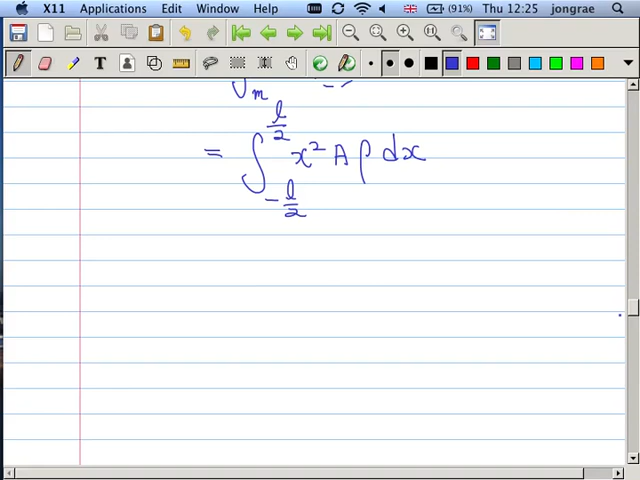 X11 Applications Edit Window Help (91%) Thu 12:25 jongrae
T
∫m
= ∫_{-l/2}^{l/2} x² A ρ dx